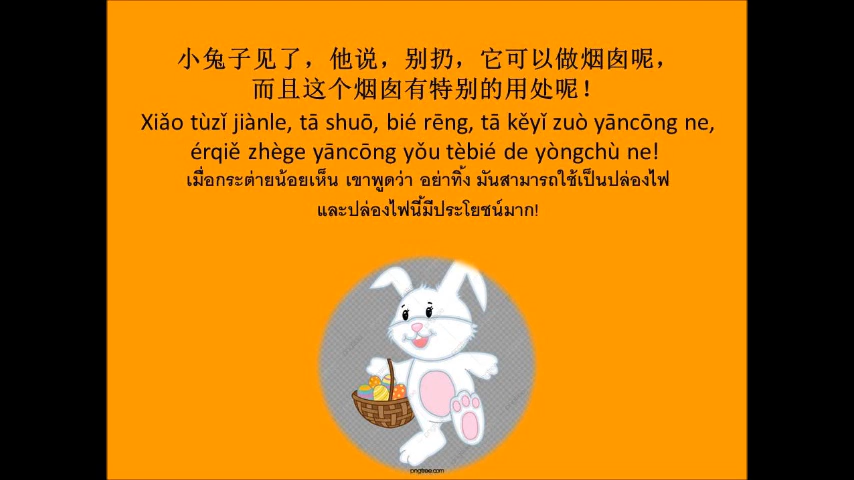 小兔子见了，他说，别扔，它可以做烟囱呢，
而且这个烟囱有特别的用处呢！
Xiǎo tùzǐ jiànle, tā shuō, bié rēng, tā kěyǐ zuò yāncōng ne,
érqiě zhège yāncōng yǒu tèbié de yòngchù ne!
เมื่อกระต่ายน้อยเห็น เขาพูดว่า อย่าทิ้ง มันสามารถใช้เป็นปล่องไฟ
และปล่องไฟนี้มีประโยชน์มาก!
pngtree.com